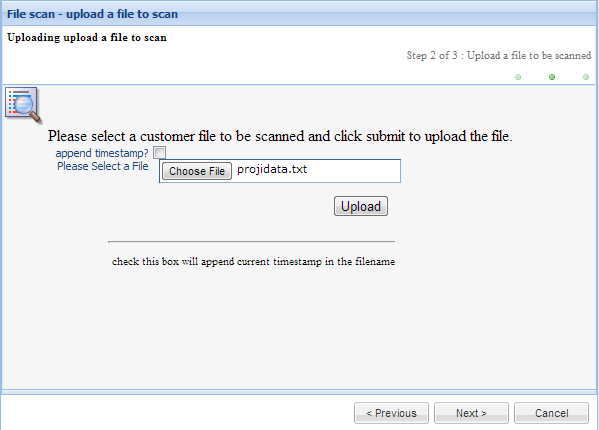 File scan - upload a file to scan
Uploading upload a file to scan
Step 2 of 3 : Upload a file to be scanned
Please select a customer file to be scanned and click submit to upload the file.
append timestamp?
Please Select a File Choose File projidata.txt
Upload
check this box will append current timestamp in the filename
< Previous Next > Cancel